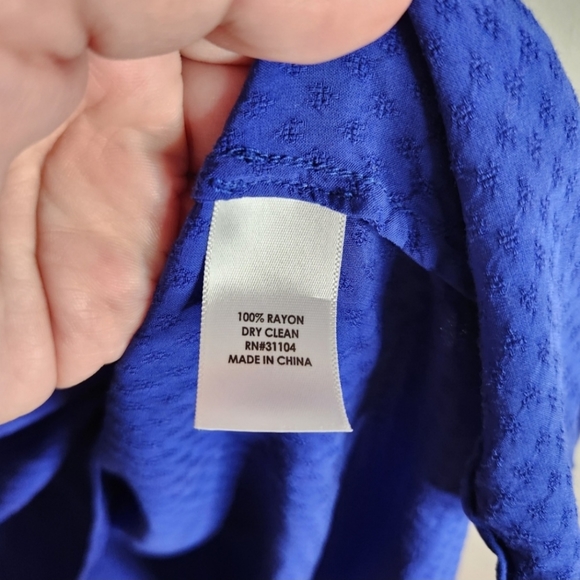 100% RAYON
DRY CLEAN
RN#31104
MADE IN CHINA